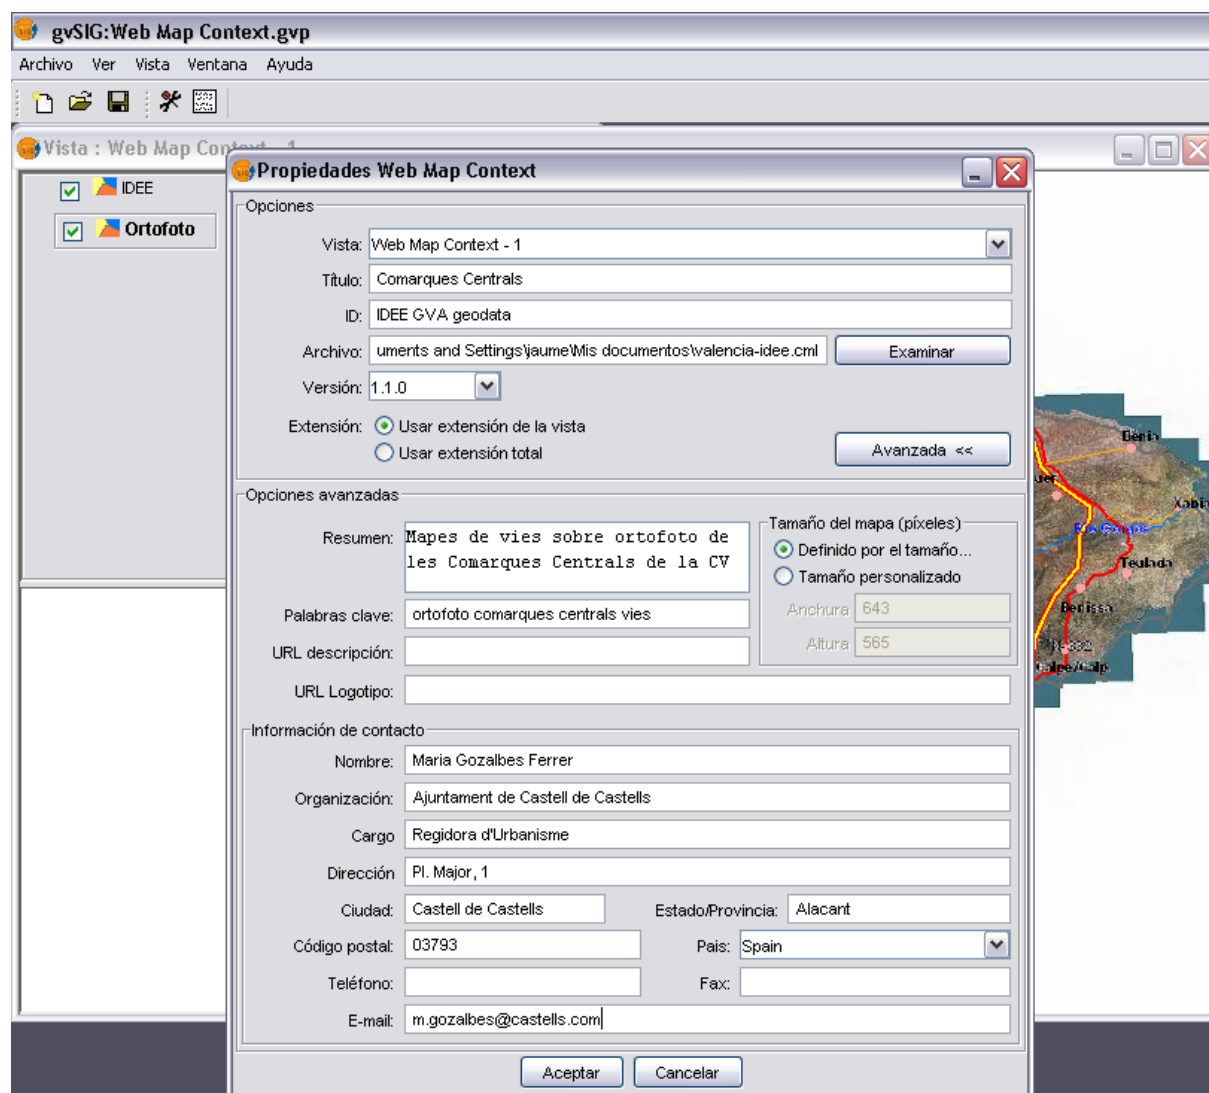 gvSIG:Web Map Context.gvp
Archivo Ver Vista Ventana Ayuda
Vista : Web Map Context - 1
IDEE
Ortofoto
Propiedades Web Map Context
Opciones
Vista: Web Map Context - 1
Título: Comarques Centrals
ID: IDEE GVA geodata
Archivo: uments and Settings\jaume\Mis documentos\valencia-idee.cml Examinar
Versión: 1.1.0
Extensión: Usar extensión de la vista
Usar extensión total
Avanzada <<
Opciones avanzadas
Resumen: Mapes de vies sobre ortofoto de
les Comarques Centrals de la CV
Palabras clave: ortofoto comarques centrals vies
URL descripción:
Tamaño del mapa (píxeles)
Definido por el tamaño...
Tamaño personalizado
Anchura 643
Altura 565
URL Logotipo:
Información de contacto
Nombre: Maria Gozalbes Ferrer
Organización: Ajuntament de Castell de Castells
Cargo Regidora d'Urbanisme
Dirección Pl. Major, 1
Ciudad: Castell de Castells Estado/Provincia: Alacant
Código postal: 03793 Pais: Spain
Teléfono: Fax:
E-mail: m.gozalbes@castells.com
Aceptar Cancelar
Denia
Xabia
Teulada
Benissa
Calpe/Calp